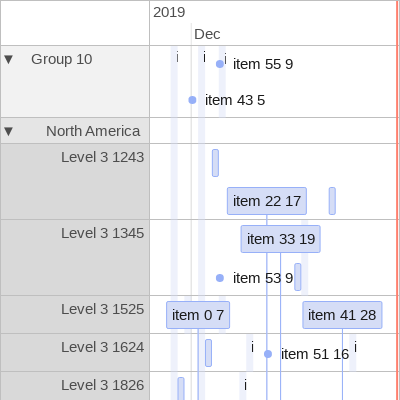 2019
Dec
▼ Group 10
i i i item 55 9
item 43 5
▼ North America
Level 3 1243
item 22 17
Level 3 1345
item 33 19
item 53 9
Level 3 1525
item 0 7 item 41 28
Level 3 1624
i item 51 16 i
Level 3 1826
i